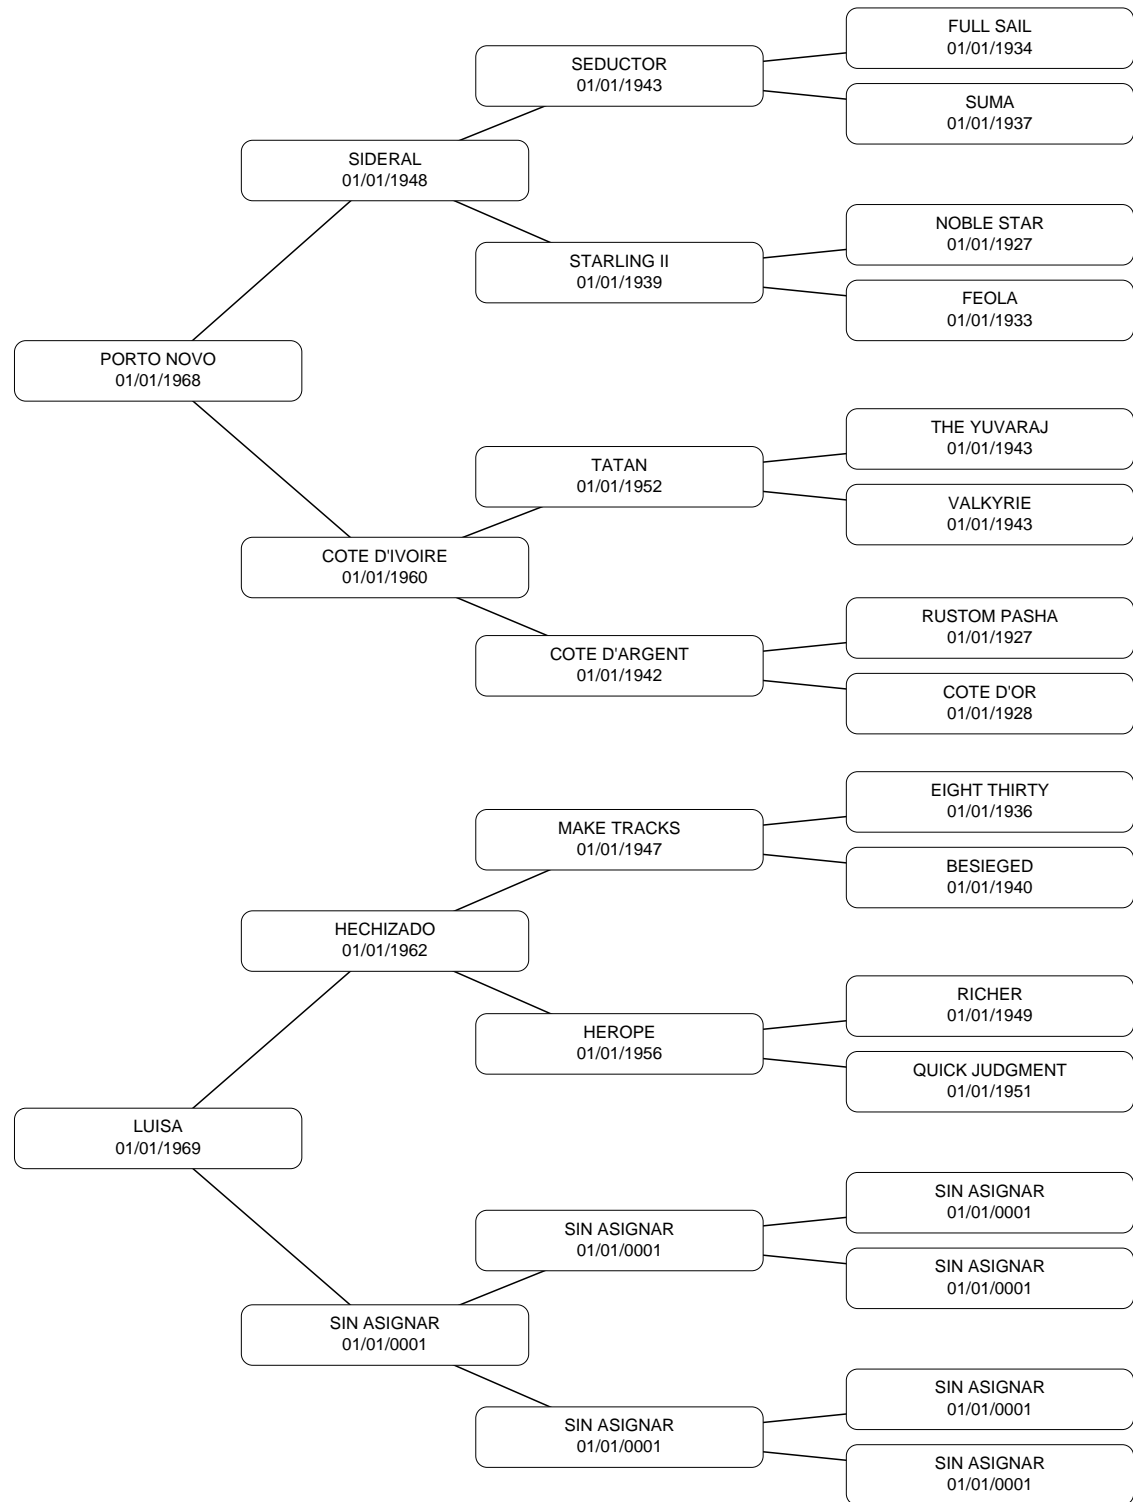 FULL SAIL
01/01/1934
SEDUCTOR
01/01/1943
SUMA
01/01/1937
SIDERAL
01/01/1948
NOBLE STAR
01/01/1927
STARLING II
01/01/1939
FEOLA
01/01/1933
PORTO NOVO
01/01/1968
THE YUVARAJ
01/01/1943
TATAN
01/01/1952
VALKYRIE
01/01/1943
COTE D'IVOIRE
01/01/1960
RUSTOM PASHA
01/01/1927
COTE D'ARGENT
01/01/1942
COTE D'OR
01/01/1928
EIGHT THIRTY
01/01/1936
MAKE TRACKS
01/01/1947
BESIEGED
01/01/1940
HECHIZADO
01/01/1962
RICHER
01/01/1949
HEROPE
01/01/1956
QUICK JUDGMENT
01/01/1951
LUISA
01/01/1969
SIN ASIGNAR
01/01/0001
SIN ASIGNAR
01/01/0001
SIN ASIGNAR
01/01/0001
SIN ASIGNAR
01/01/0001
SIN ASIGNAR
01/01/0001
SIN ASIGNAR
01/01/0001
SIN ASIGNAR
01/01/0001